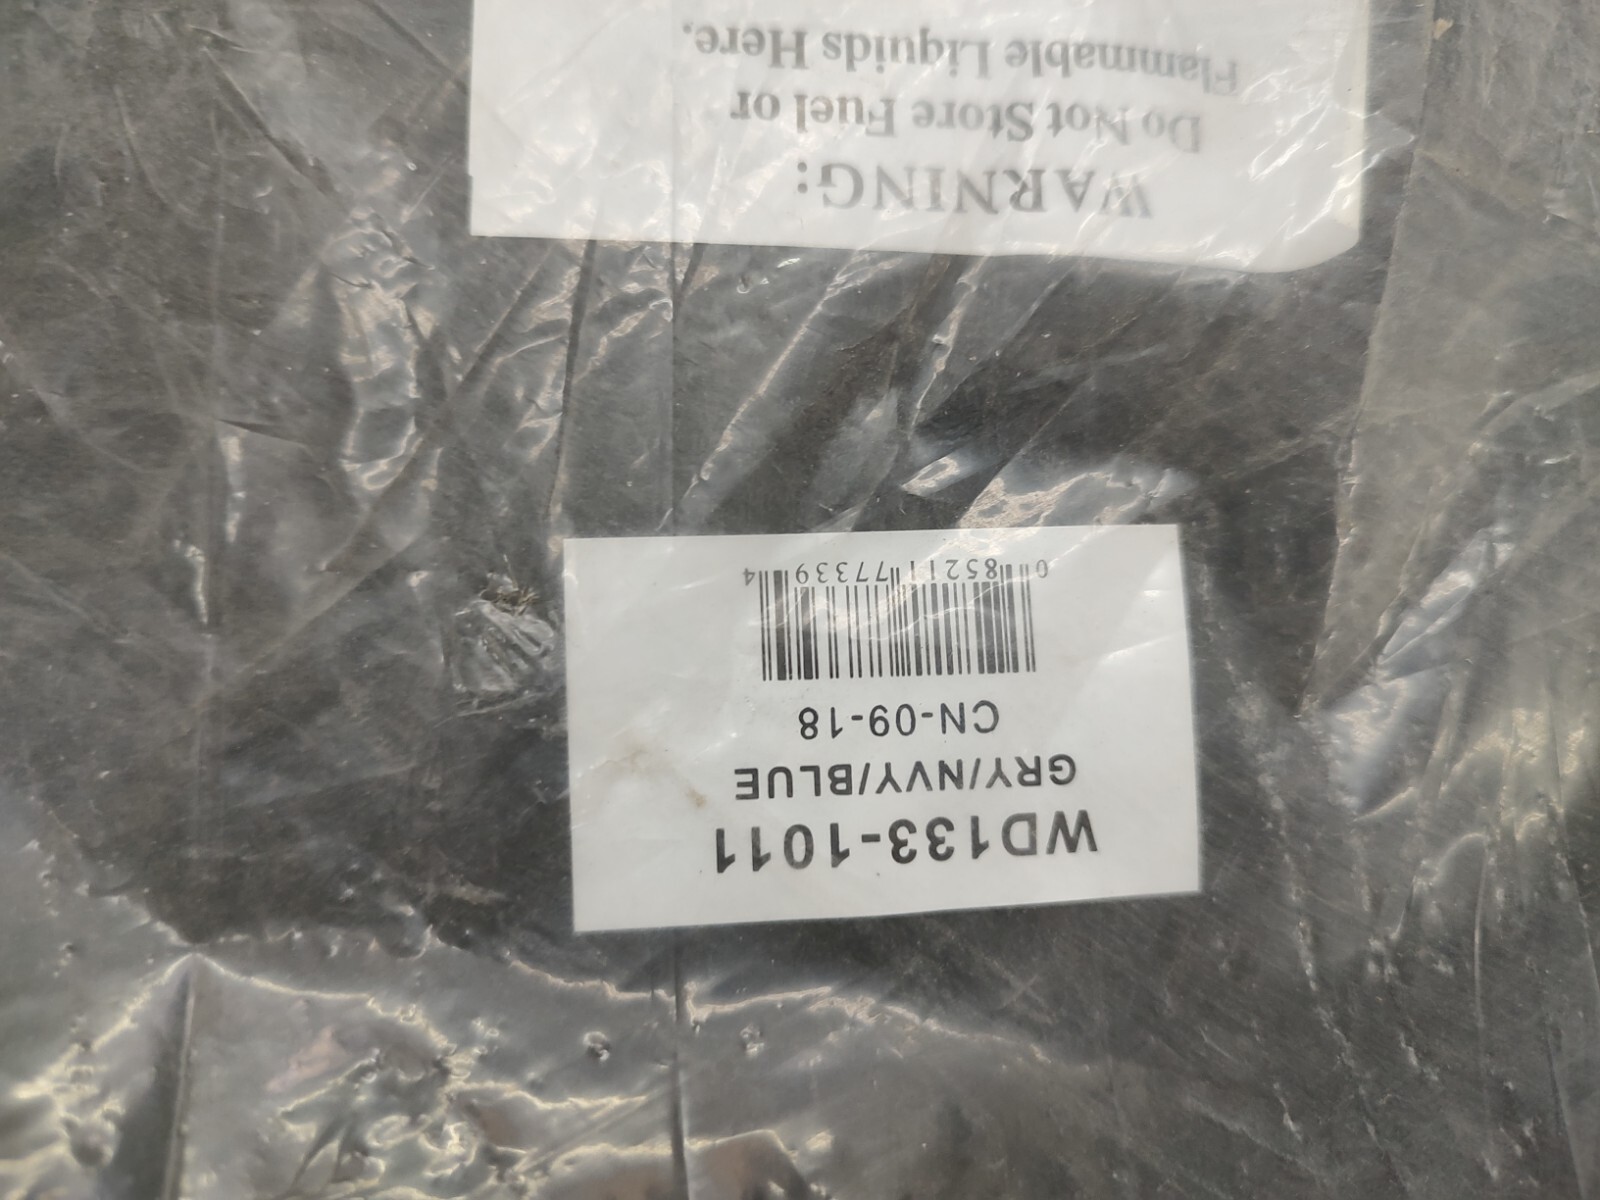 WD133-1011
GRY/NVY/BLUE
CN-09-18
0 85211 77339 4
WARNING:
Do Not Store Fuel or
Flammable Liquids Here.